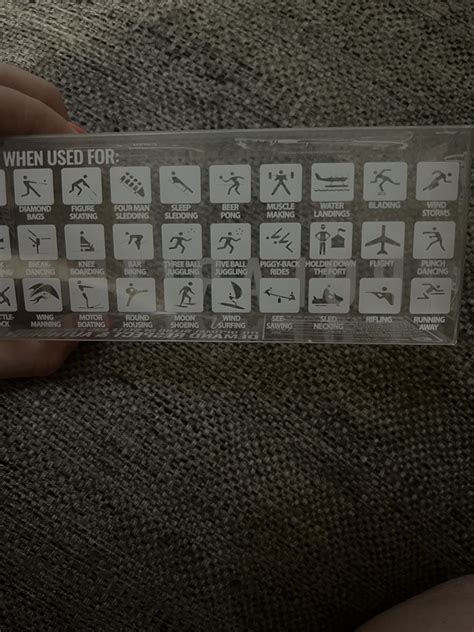 WHEN USED FOR:
DIAMOND BAGS
FIGURE SKATING
FOUR MAN SLEDDING
SLEEP SLEDDING
BEER PONG
MUSCLE MAKING
WATER LANDINGS
BLADING
WIND STORMS
BREAK-DANCING
KNEE BOARDING
BAR BIKING
THREE BALL JUGGLING
FIVE BALL JUGGLING
PIGGY-BACK RIDES
HOLDIN' DOWN THE FORT
FLIGHT
PUNCH DANCING
WING MANNING
MOTOR BOATING
ROUND HOUSING
MOON SHOEING
WIND SURFING
SEE-SAWING
SLED NECKING
RIFLING
RUNNING AWAY
DEMAND RESPECT &